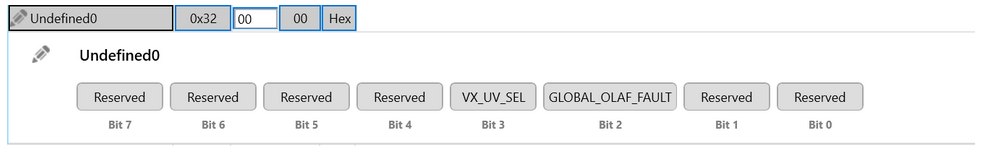 Undefined0 0x32 00 00 Hex
Undefined0
Reserved Reserved Reserved Reserved VX_UV_SEL GLOBAL_OLAF_FAULT Reserved Reserved
Bit 7 Bit 6 Bit 5 Bit 4 Bit 3 Bit 2 Bit 1 Bit 0